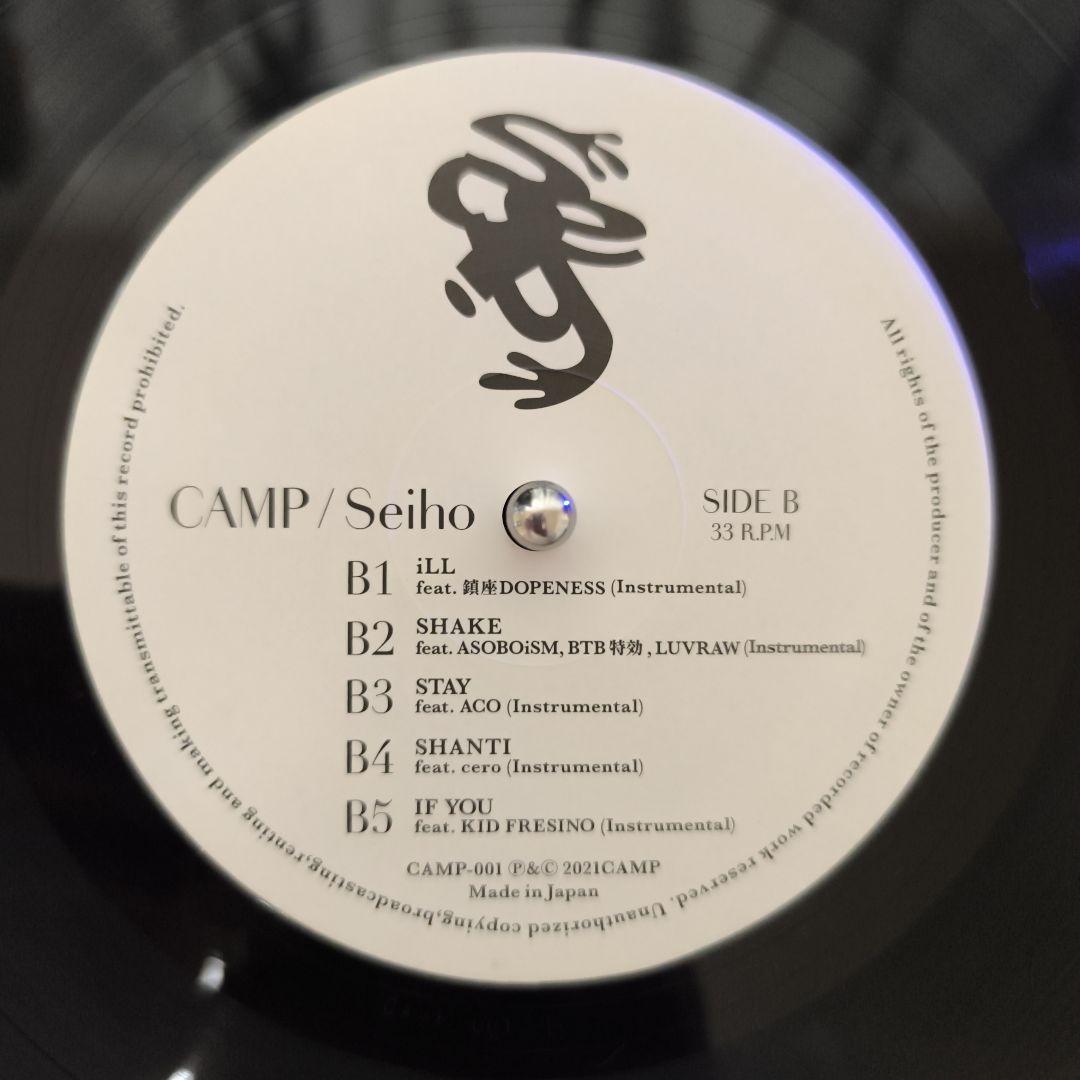 CAMP / Seiho
SIDE B
33 R.P.M
B1 iLL
feat. 鎮座DOPENESS (Instrumental)
B2 SHAKE
feat. ASOBOiSM, BTB 特効 , LUVRAW (Instrumental)
B3 STAY
feat. ACO (Instrumental)
B4 SHANTI
feat. cero (Instrumental)
B5 IF YOU
feat. KID FRESINO (Instrumental)
CAMP-001 Ⓟ&Ⓒ 2021CAMP
Made in Japan
All rights of the producer and of the owner of recorded work reserved. Unauthorized copying,broadcasting,renting and making transmittable of this record prohibited.